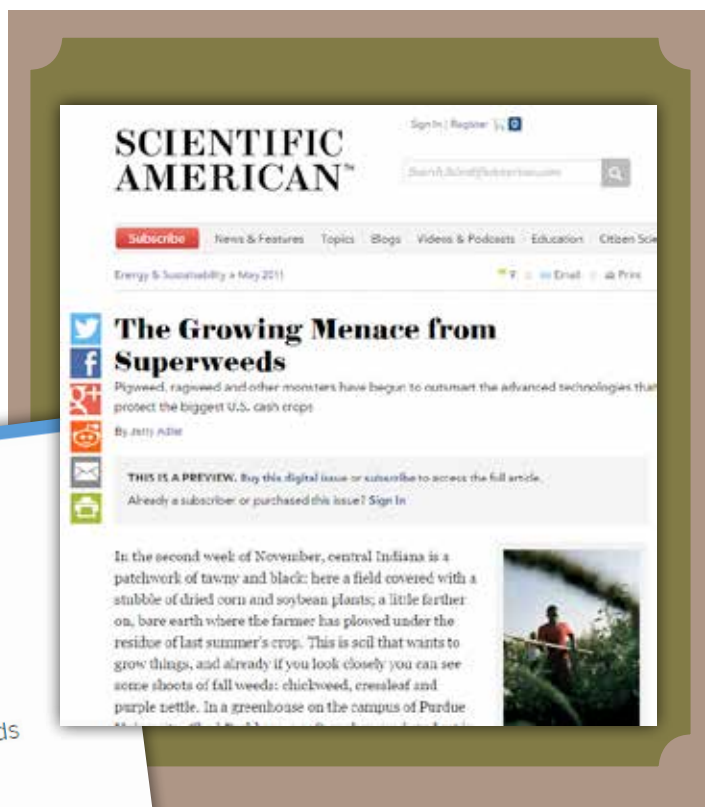 SCIENTIFIC
AMERICAN™
Sign In | Register 0
Search ScientificAmerican.com
Subscribe News & Features Topics Blogs Videos & Podcasts Education Citizen Scie
Energy & Sustainability » May 2011
Email Print
The Growing Menace from
Superweeds
Pigweed, ragweed and other monsters have begun to outsmart the advanced technologies that
protect the biggest U.S. cash crops
By Jerry Adler
THIS IS A PREVIEW. Buy this digital issue or subscribe to access the full article.
Already a subscriber or purchased this issue? Sign In
In the second week of November, central Indiana is a
patchwork of tawny and black: here a field covered with a
stubble of dried corn and soybean plants; a little farther
on, bare earth where the farmer has plowed under the
residue of last summer's crop. This is soil that wants to
grow things, and already if you look closely you can see
some shoots of fall weeds: chickweed, cressleaf and
purple nettle. In a greenhouse on the campus of Purdue
ds